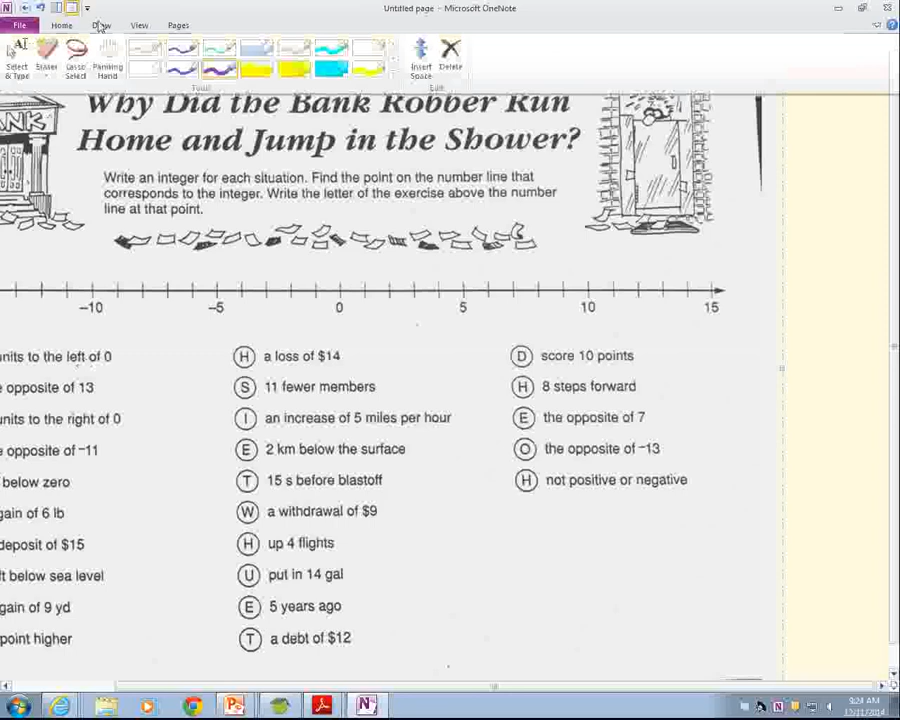 Untitled page - Microsoft OneNote
File Home Draw View Pages
Select & Type Eraser Lasso Select Panning Hand Insert Space Delete
Tools Edit
Why Did the Bank Robber Run
Home and Jump in the Shower?
Write an integer for each situation. Find the point on the number line that
corresponds to the integer. Write the letter of the exercise above the number
line at that point.
−10 −5 0 5 10 15
units to the left of 0
opposite of 13
units to the right of 0
opposite of −11
below zero
gain of 6 lb
deposit of $15
ft below sea level
gain of 9 yd
point higher
H a loss of $14
S 11 fewer members
I an increase of 5 miles per hour
E 2 km below the surface
T 15 s before blastoff
W a withdrawal of $9
H up 4 flights
U put in 14 gal
E 5 years ago
T a debt of $12
D score 10 points
H 8 steps forward
E the opposite of 7
O the opposite of −13
H not positive or negative
9:24 AM
12/11/2014